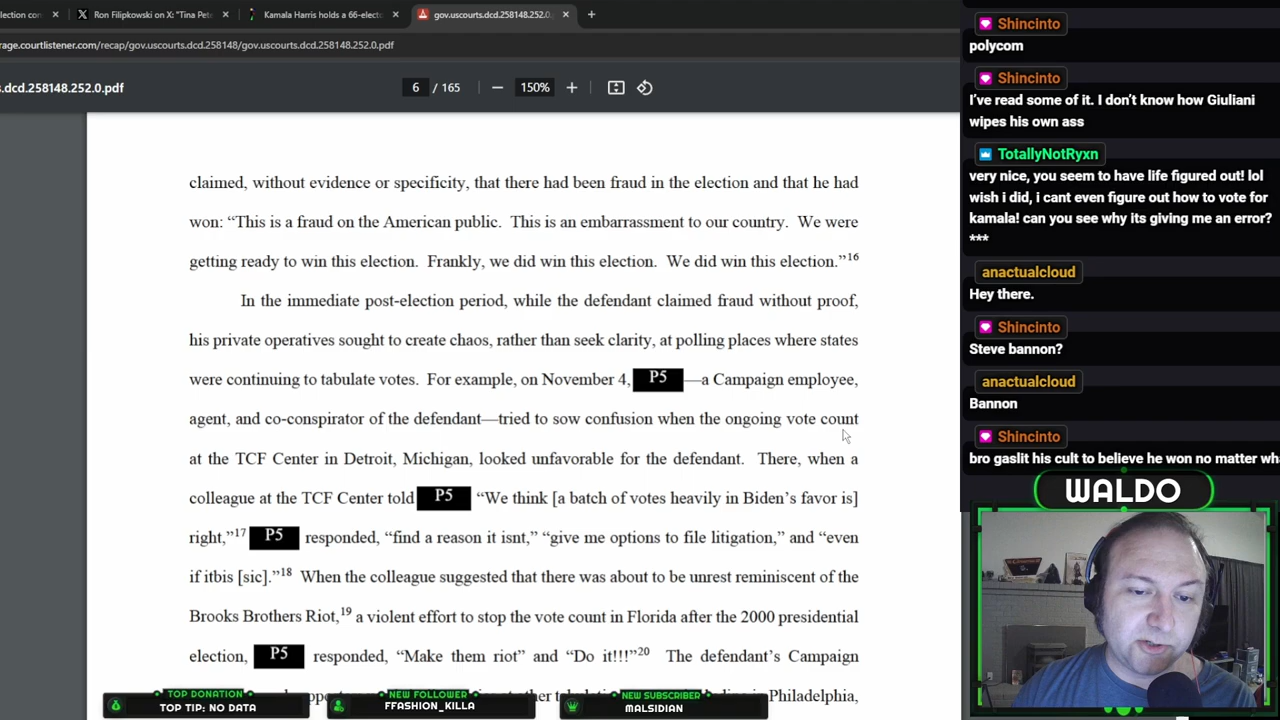 lection con
Ron Filipkowski on X: "Tina Pet
Kamala Harris holds a 66-elect
gov.uscourts.dcd.258148.252.0.
rage.courtlistener.com/recap/gov.uscourts.dcd.258148/gov.uscourts.dcd.258148.252.0.pdf
.dcd.258148.252.0.pdf
6 / 165
150%
claimed, without evidence or specificity, that there had been fraud in the election and that he had
won: “This is a fraud on the American public. This is an embarrassment to our country. We were
getting ready to win this election. Frankly, we did win this election. We did win this election.”16
In the immediate post-election period, while the defendant claimed fraud without proof,
his private operatives sought to create chaos, rather than seek clarity, at polling places where states
were continuing to tabulate votes. For example, on November 4, P5 —a Campaign employee,
agent, and co-conspirator of the defendant—tried to sow confusion when the ongoing vote count
at the TCF Center in Detroit, Michigan, looked unfavorable for the defendant. There, when a
colleague at the TCF Center told P5 “We think [a batch of votes heavily in Biden’s favor is]
right,”17 P5 responded, “find a reason it isnt,” “give me options to file litigation,” and “even
if itbis [sic].”18 When the colleague suggested that there was about to be unrest reminiscent of the
Brooks Brothers Riot,19 a violent effort to stop the vote count in Florida after the 2000 presidential
election, P5 responded, “Make them riot” and “Do it!!!”20 The defendant’s Campaign
Philadelphia,
Shincinto
polycom
Shincinto
I’ve read some of it. I don’t know how Giuliani
wipes his own ass
TotallyNotRyxn
very nice, you seem to have life figured out! lol
wish i did, i cant even figure out how to vote for
kamala! can you see why its giving me an error?
***
anactualcloud
Hey there.
Shincinto
Steve bannon?
anactualcloud
Bannon
Shincinto
bro gaslit his cult to believe he won no matter wh
WALDO
TOP DONATION
TOP TIP: NO DATA
NEW FOLLOWER
FFASHION_KILLA
NEW SUBSCRIBER
MALSIDIAN